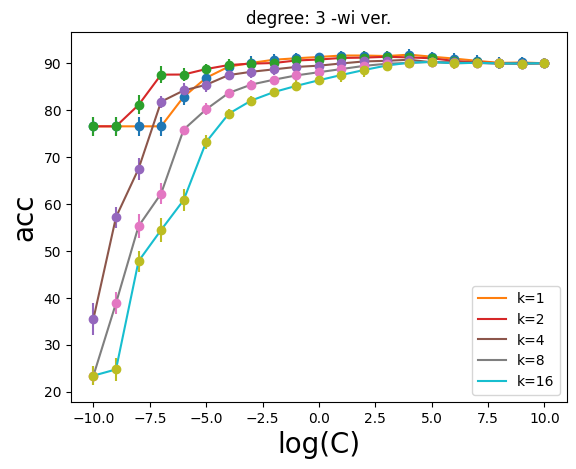 degree: 3 -wi ver.
acc
90
80
70
60
50
40
30
20
k=1
k=2
k=4
k=8
k=16
−10.0 −7.5 −5.0 −2.5 0.0 2.5 5.0 7.5 10.0
log(C)